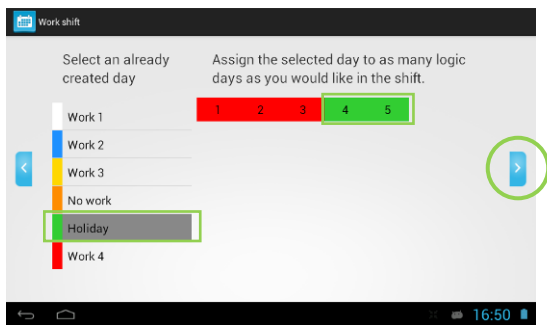 Work shift
Select an already
created day
Assign the selected day to as many logic
days as you would like in the shift.
1 2 3 4 5
Work 1
Work 2
Work 3
No work
Holiday
Work 4
16:50